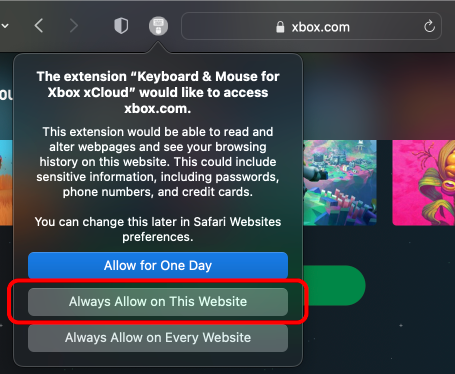 xbox.com
The extension “Keyboard & Mouse for
Xbox xCloud” would like to access
xbox.com.
This extension would be able to read and
alter webpages and see your browsing
history on this website. This could include
sensitive information, including passwords,
phone numbers, and credit cards.
You can change this later in Safari Websites
preferences.
Allow for One Day
Always Allow on This Website
Always Allow on Every Website